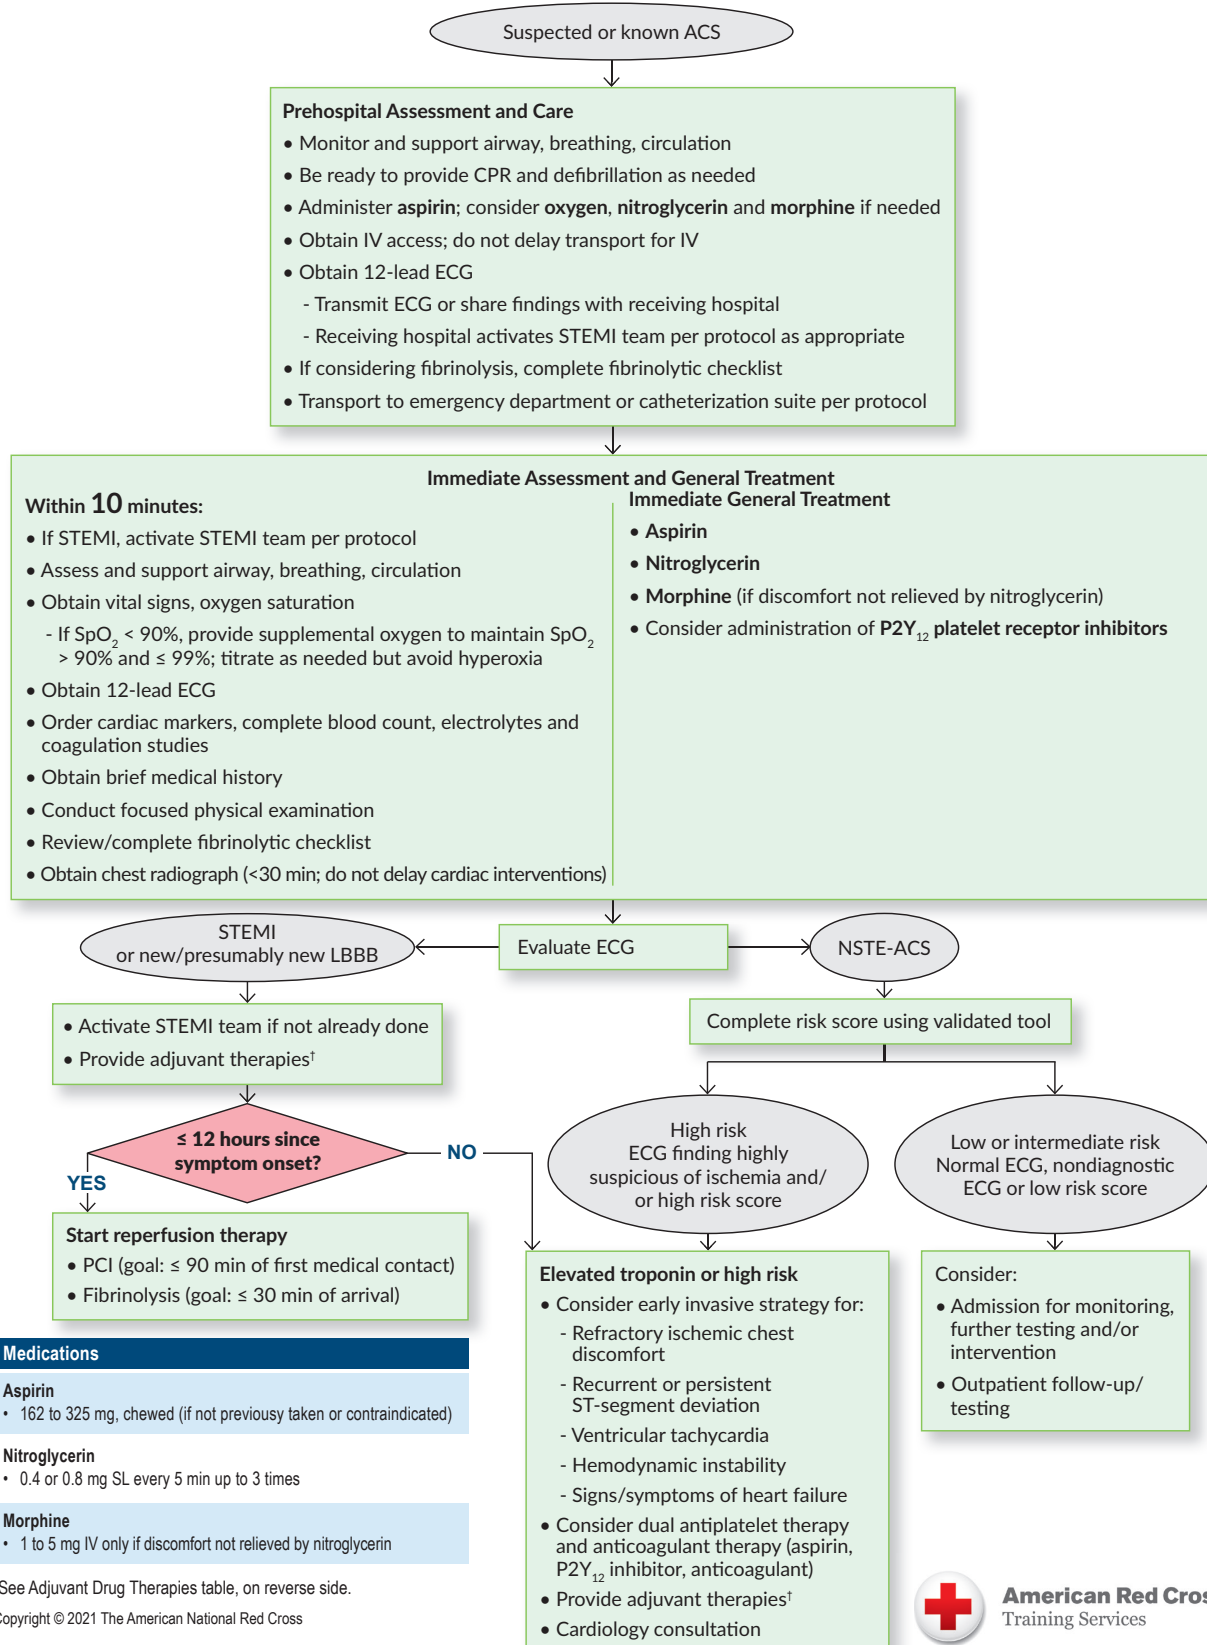 Suspected or known ACS
Prehospital Assessment and Care
• Monitor and support airway, breathing, circulation
• Be ready to provide CPR and defibrillation as needed
• Administer aspirin; consider oxygen, nitroglycerin and morphine if needed
• Obtain IV access; do not delay transport for IV
• Obtain 12-lead ECG
- Transmit ECG or share findings with receiving hospital
- Receiving hospital activates STEMI team per protocol as appropriate
• If considering fibrinolysis, complete fibrinolytic checklist
• Transport to emergency department or catheterization suite per protocol
Immediate Assessment and General Treatment
Within 10 minutes:
• If STEMI, activate STEMI team per protocol
• Assess and support airway, breathing, circulation
• Obtain vital signs, oxygen saturation
- If SpO2 < 90%, provide supplemental oxygen to maintain SpO2
> 90% and ≤ 99%; titrate as needed but avoid hyperoxia
• Obtain 12-lead ECG
• Order cardiac markers, complete blood count, electrolytes and
coagulation studies
• Obtain brief medical history
• Conduct focused physical examination
• Review/complete fibrinolytic checklist
• Obtain chest radiograph (<30 min; do not delay cardiac interventions)
Immediate General Treatment
• Aspirin
• Nitroglycerin
• Morphine (if discomfort not relieved by nitroglycerin)
• Consider administration of P2Y12 platelet receptor inhibitors
Evaluate ECG
STEMI
or new/presumably new LBBB
NSTE-ACS
• Activate STEMI team if not already done
• Provide adjuvant therapies†
Complete risk score using validated tool
≤ 12 hours since
symptom onset?
NO
YES
High risk
ECG finding highly
suspicious of ischemia and/
or high risk score
Low or intermediate risk
Normal ECG, nondiagnostic
ECG or low risk score
Start reperfusion therapy
• PCI (goal: ≤ 90 min of first medical contact)
• Fibrinolysis (goal: ≤ 30 min of arrival)
Elevated troponin or high risk
• Consider early invasive strategy for:
- Refractory ischemic chest
discomfort
- Recurrent or persistent
ST-segment deviation
- Ventricular tachycardia
- Hemodynamic instability
- Signs/symptoms of heart failure
• Consider dual antiplatelet therapy
and anticoagulant therapy (aspirin,
P2Y12 inhibitor, anticoagulant)
• Provide adjuvant therapies†
• Cardiology consultation
Consider:
• Admission for monitoring,
further testing and/or
intervention
• Outpatient follow-up/
testing
Medications
Aspirin
• 162 to 325 mg, chewed (if not previousy taken or contraindicated)
Nitroglycerin
• 0.4 or 0.8 mg SL every 5 min up to 3 times
Morphine
• 1 to 5 mg IV only if discomfort not relieved by nitroglycerin
See Adjuvant Drug Therapies table, on reverse side.
Copyright © 2021 The American National Red Cross
American Red Cros
Training Services